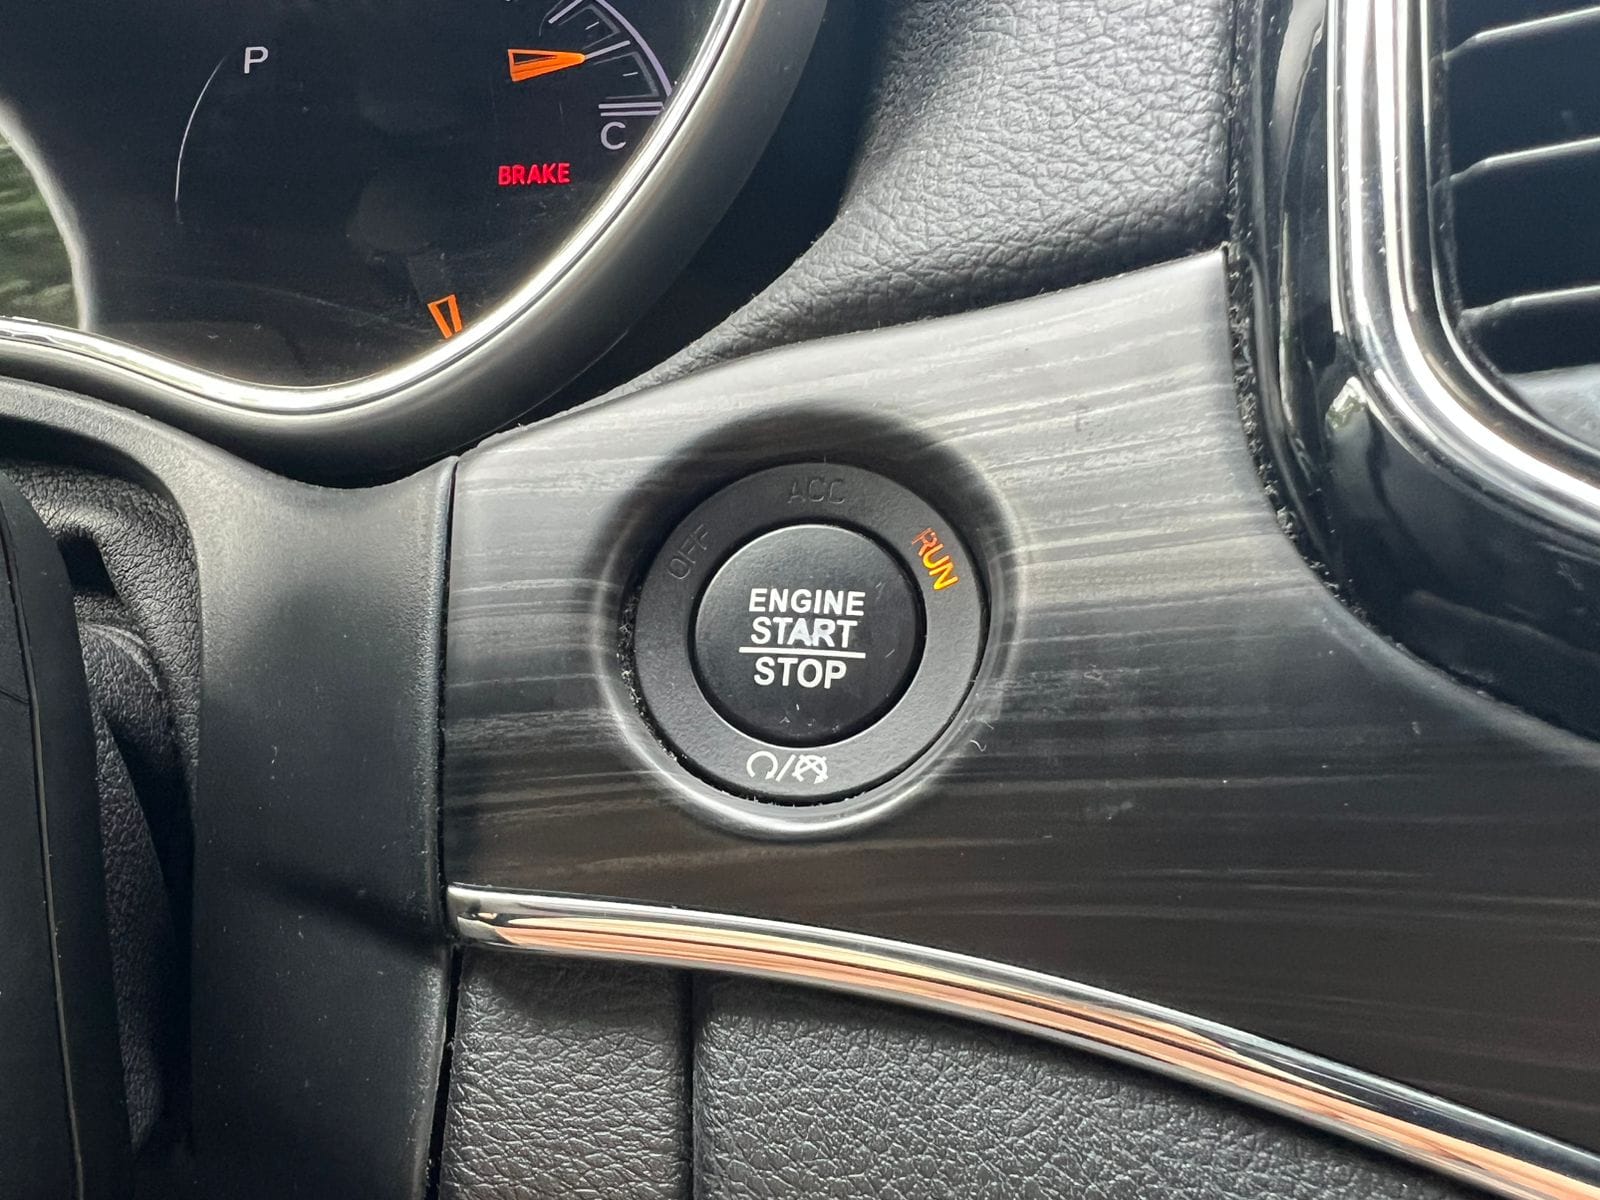 P
C
BRAKE
OFF
ACC
RUN
ENGINE
START
STOP